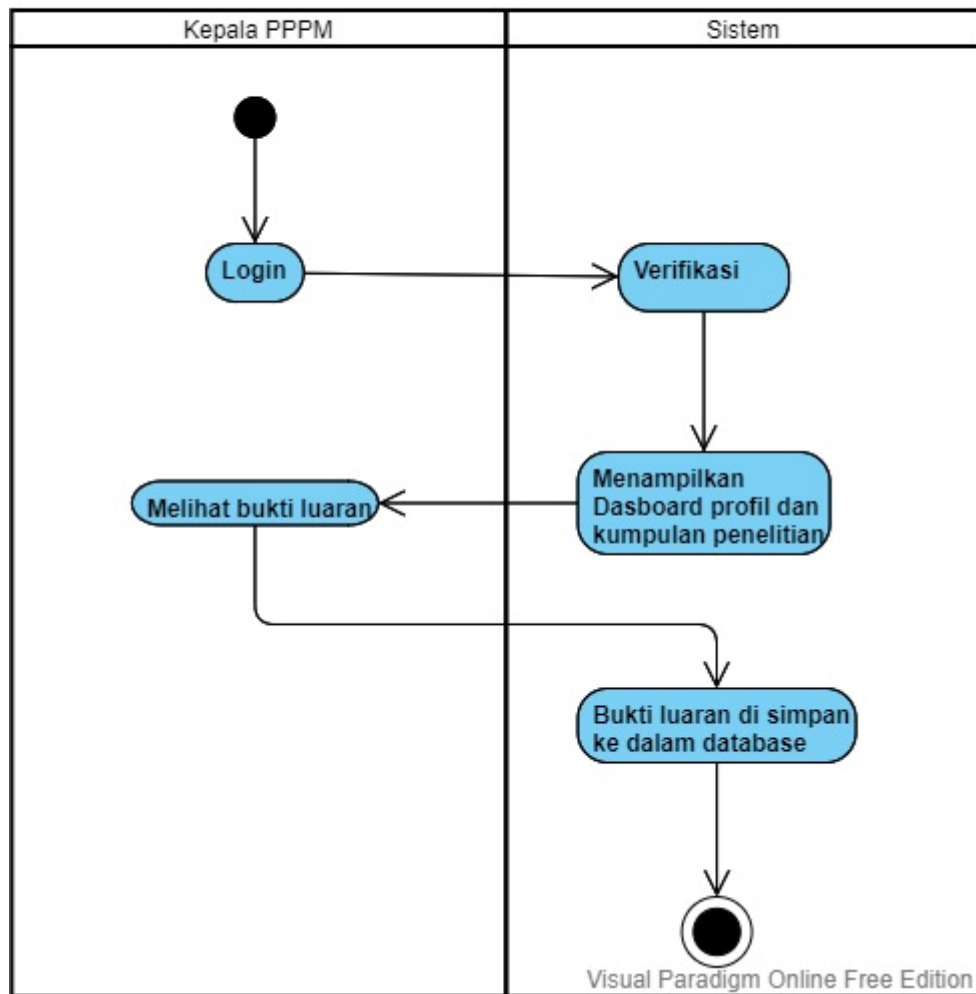 Kepala PPPM
Sistem
Login
Verifikasi
Menampilkan
Dasboard profil dan
kumpulan penelitian
Melihat bukti luaran
Bukti luaran di simpan
ke dalam database
Visual Paradigm Online Free Edition